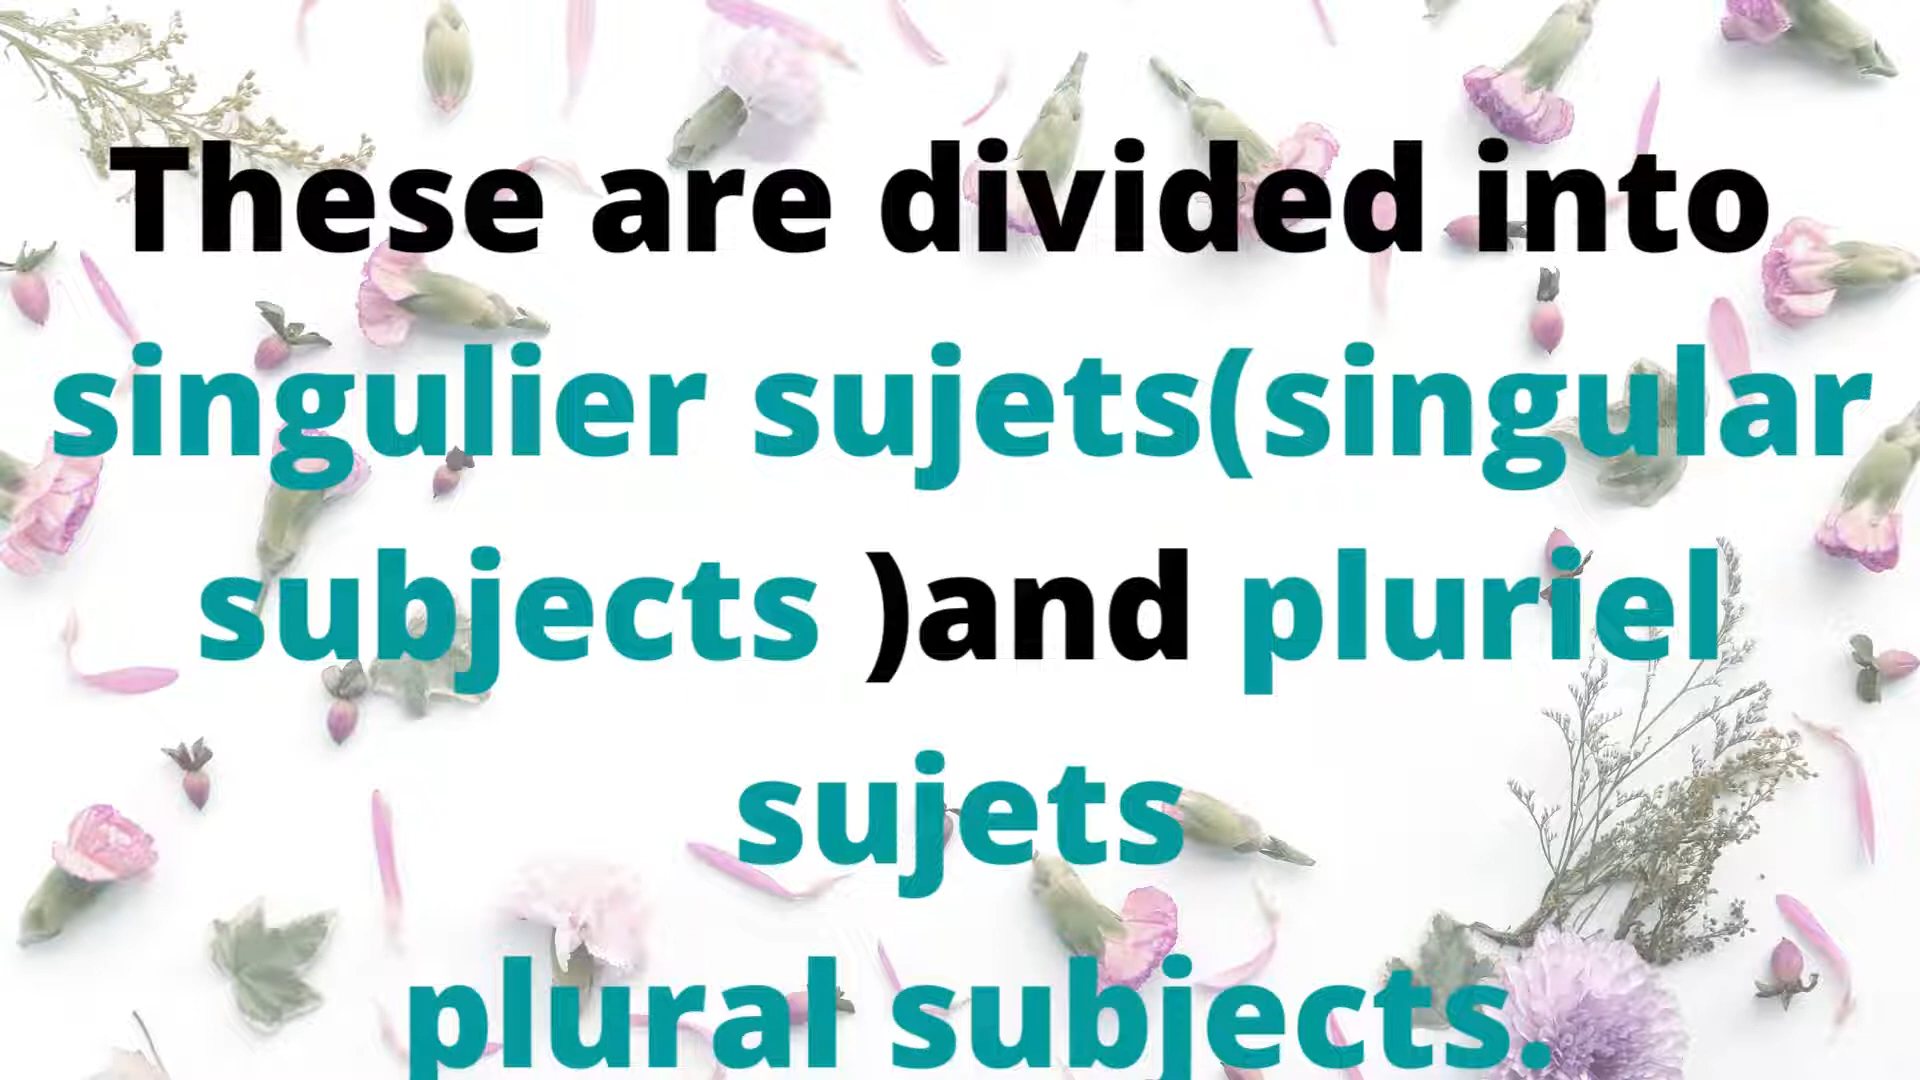 These are divided into
singulier sujets(singular
subjects )and pluriel
sujets
plural subjects.